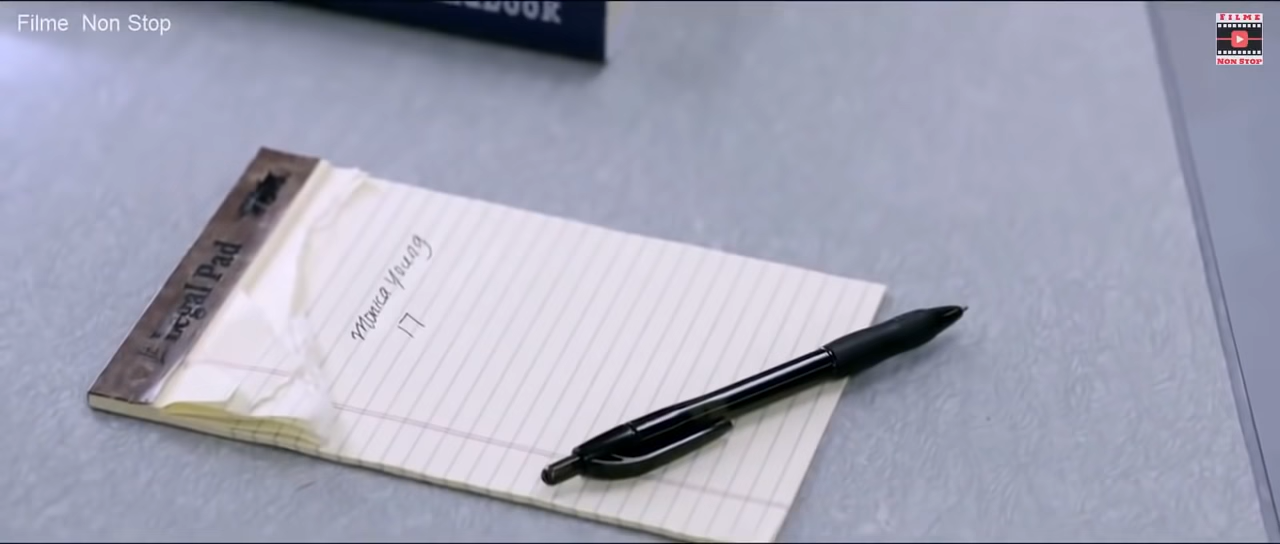 Filme Non Stop
FILME
NON STOP
Legal Pad
Monica Young
17